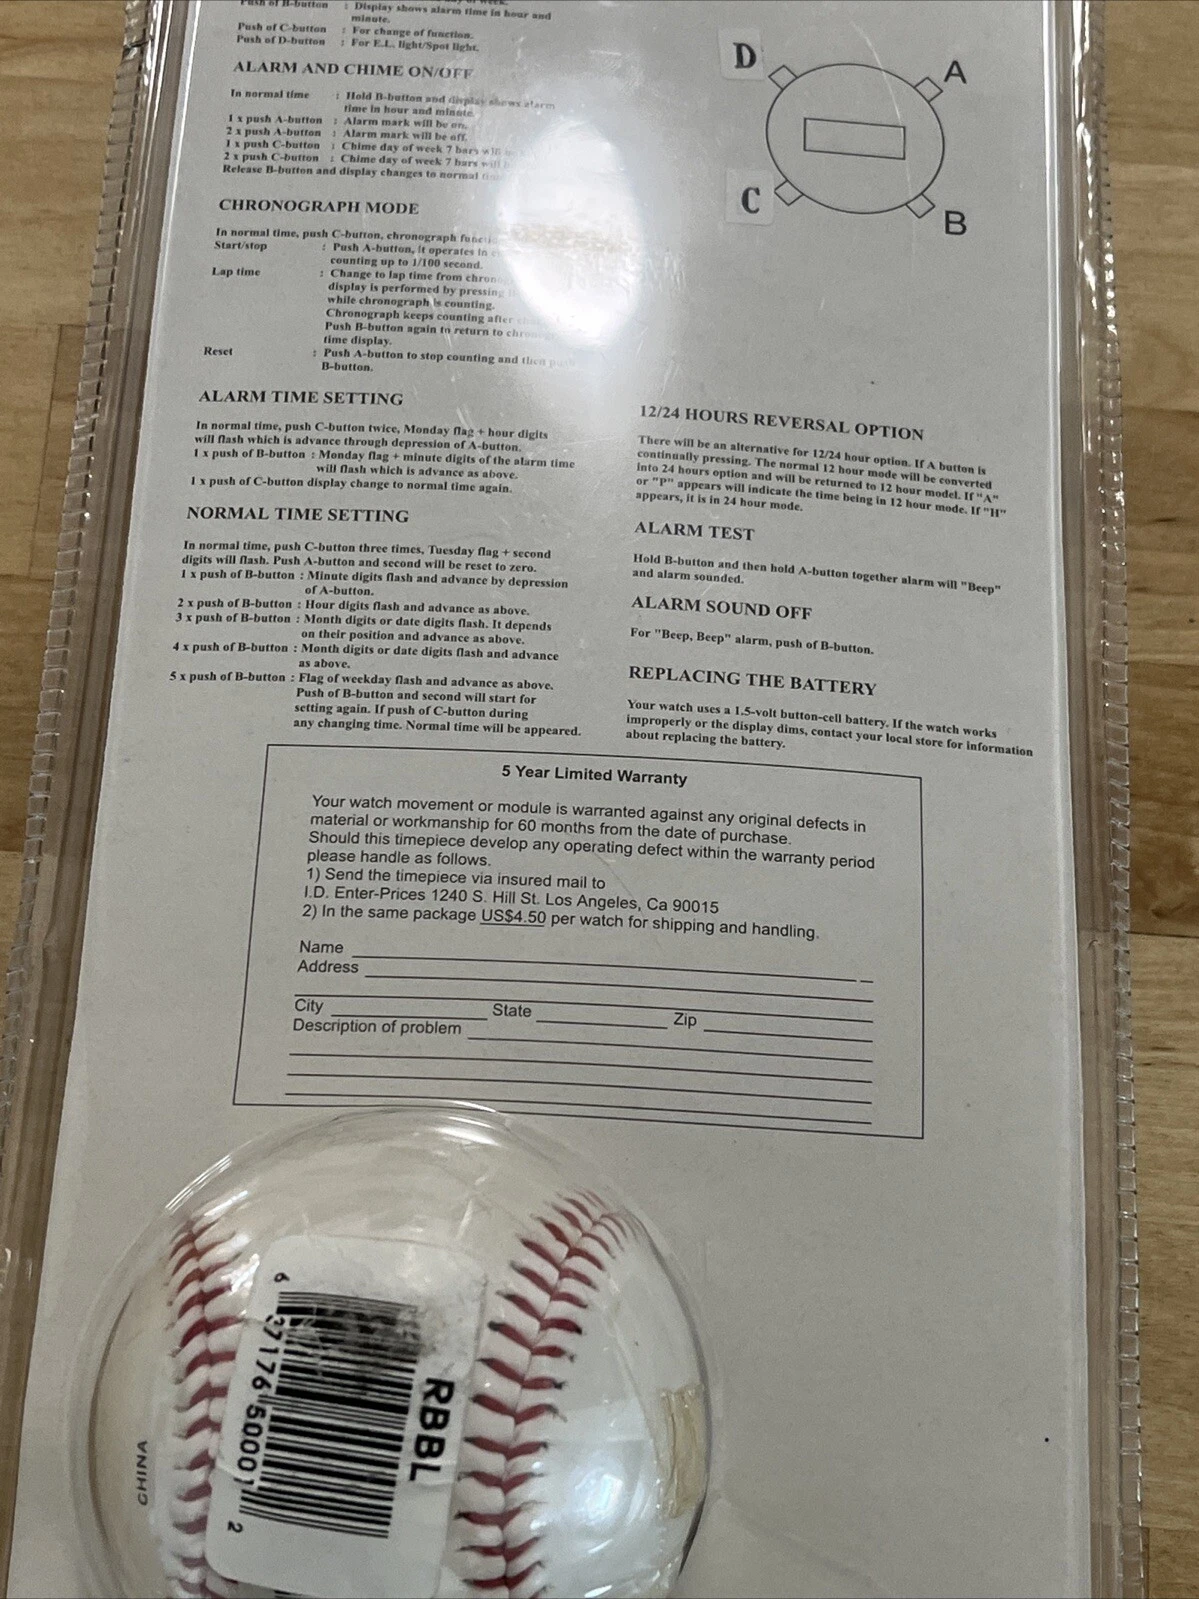 Push of B-button : Display shows alarm time in hour and
minute.
Push of C-button : For change of function.
Push of D-button : For E.L. light/Spot light.
ALARM AND CHIME ON/OFF
In normal time : Hold B-button and display shows alarm
time in hour and minute.
1 x push A-button : Alarm mark will be on.
2 x push A-button : Alarm mark will be off.
1 x push C-button : Chime day of week 7 bars will
2 x push C-button : Chime day of week 7 bars will
Release B-button and display changes to normal
CHRONOGRAPH MODE
In normal time, push C-button, chronograph
Start/stop : Push A-button, it operates in
counting up to 1/100 second.
Lap time : Change to lap time from
display is performed by pressing
while chronograph is counting.
Chronograph keeps counting after
Push B-button again to return to
time display.
Reset : Push A-button to stop counting and then push
B-button.
ALARM TIME SETTING
In normal time, push C-button twice, Monday flag + hour digits
will flash which is advance through depression of A-button.
1 x push of B-button : Monday flag + minute digits of the alarm time
will flash which is advance as above.
1 x push of C-button display change to normal time again.
NORMAL TIME SETTING
In normal time, push C-button three times, Tuesday flag + second
digits will flash. Push A-button and second will be reset to zero.
1 x push of B-button : Minute digits flash and advance by depression
of A-button.
2 x push of B-button : Hour digits flash and advance as above.
3 x push of B-button : Month digits or date digits flash. It depends
on their position and advance as above.
4 x push of B-button : Month digits or date digits flash and advance
as above.
5 x push of B-button : Flag of weekday flash and advance as above.
Push of B-button and second will start for
setting again. If push of C-button during
any changing time. Normal time will be appeared.
D
A
C
B
12/24 HOURS REVERSAL OPTION
There will be an alternative for 12/24 hour option. If A button is
continually pressing. The normal 12 hour mode will be converted
into 24 hours option and will be returned to 12 hour model. If "A"
or "P" appears will indicate the time being in 12 hour mode. If "H"
appears, it is in 24 hour mode.
ALARM TEST
Hold B-button and then hold A-button together alarm will "Beep"
and alarm sounded.
ALARM SOUND OFF
For "Beep, Beep" alarm, push of B-button.
REPLACING THE BATTERY
Your watch uses a 1.5-volt button-cell battery. If the watch works
improperly or the display dims, contact your local store for information
about replacing the battery.
5 Year Limited Warranty
Your watch movement or module is warranted against any original defects in
material or workmanship for 60 months from the date of purchase.
Should this timepiece develop any operating defect within the warranty period
please handle as follows.
1) Send the timepiece via insured mail to
I.D. Enter-Prices 1240 S. Hill St. Los Angeles, Ca 90015
2) In the same package US$4.50 per watch for shipping and handling.
Name
Address
City State Zip
Description of problem
RBBL
6 37176 50001 2
CHINA